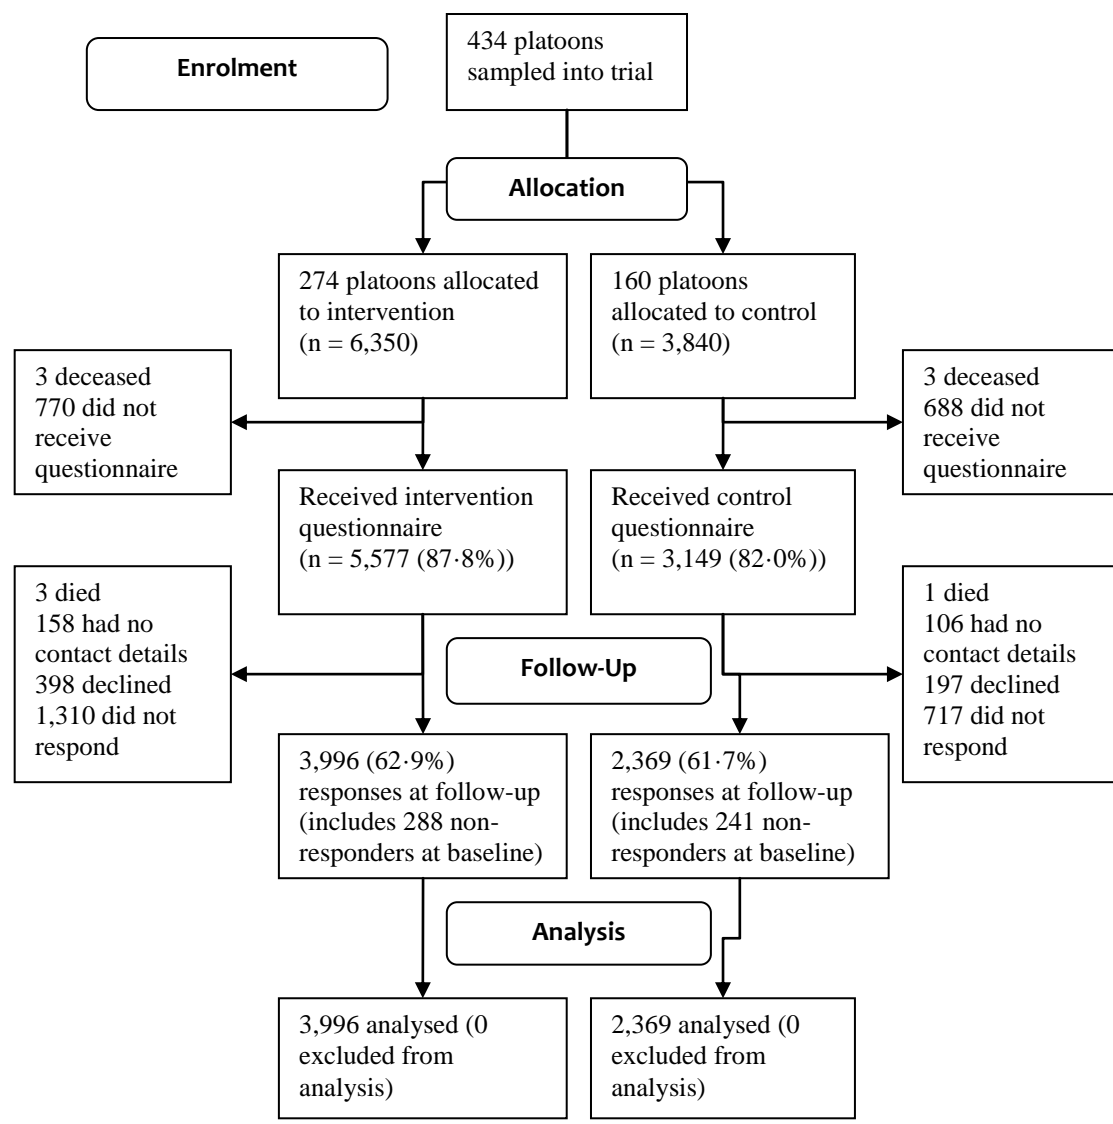 434 platoons
sampled into trial
Enrolment
Allocation
274 platoons allocated
to intervention
(n = 6,350)
160 platoons
allocated to control
(n = 3,840)
3 deceased
770 did not
receive
questionnaire
3 deceased
688 did not
receive
questionnaire
Received intervention
questionnaire
(n = 5,577 (87·8%))
Received control
questionnaire
(n = 3,149 (82·0%))
3 died
158 had no
contact details
398 declined
1,310 did not
respond
1 died
106 had no
contact details
197 declined
717 did not
respond
Follow-Up
3,996 (62·9%)
responses at follow-up
(includes 288 non-
responders at baseline)
2,369 (61·7%)
responses at follow-up
(includes 241 non-
responders at baseline)
Analysis
3,996 analysed (0
excluded from
analysis)
2,369 analysed (0
excluded from
analysis)